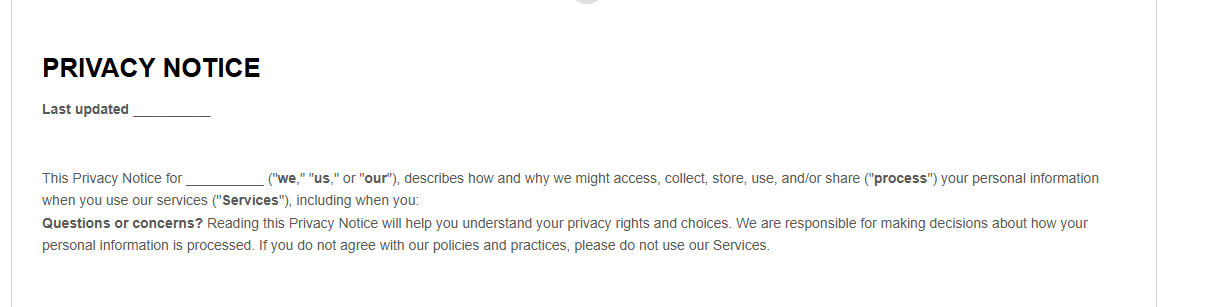 PRIVACY NOTICE
Last updated __________
This Privacy Notice for __________ ("we," "us," or "our"), describes how and why we might access, collect, store, use, and/or share ("process") your personal information
when you use our services ("Services"), including when you:
Questions or concerns? Reading this Privacy Notice will help you understand your privacy rights and choices. We are responsible for making decisions about how your
personal information is processed. If you do not agree with our policies and practices, please do not use our Services.